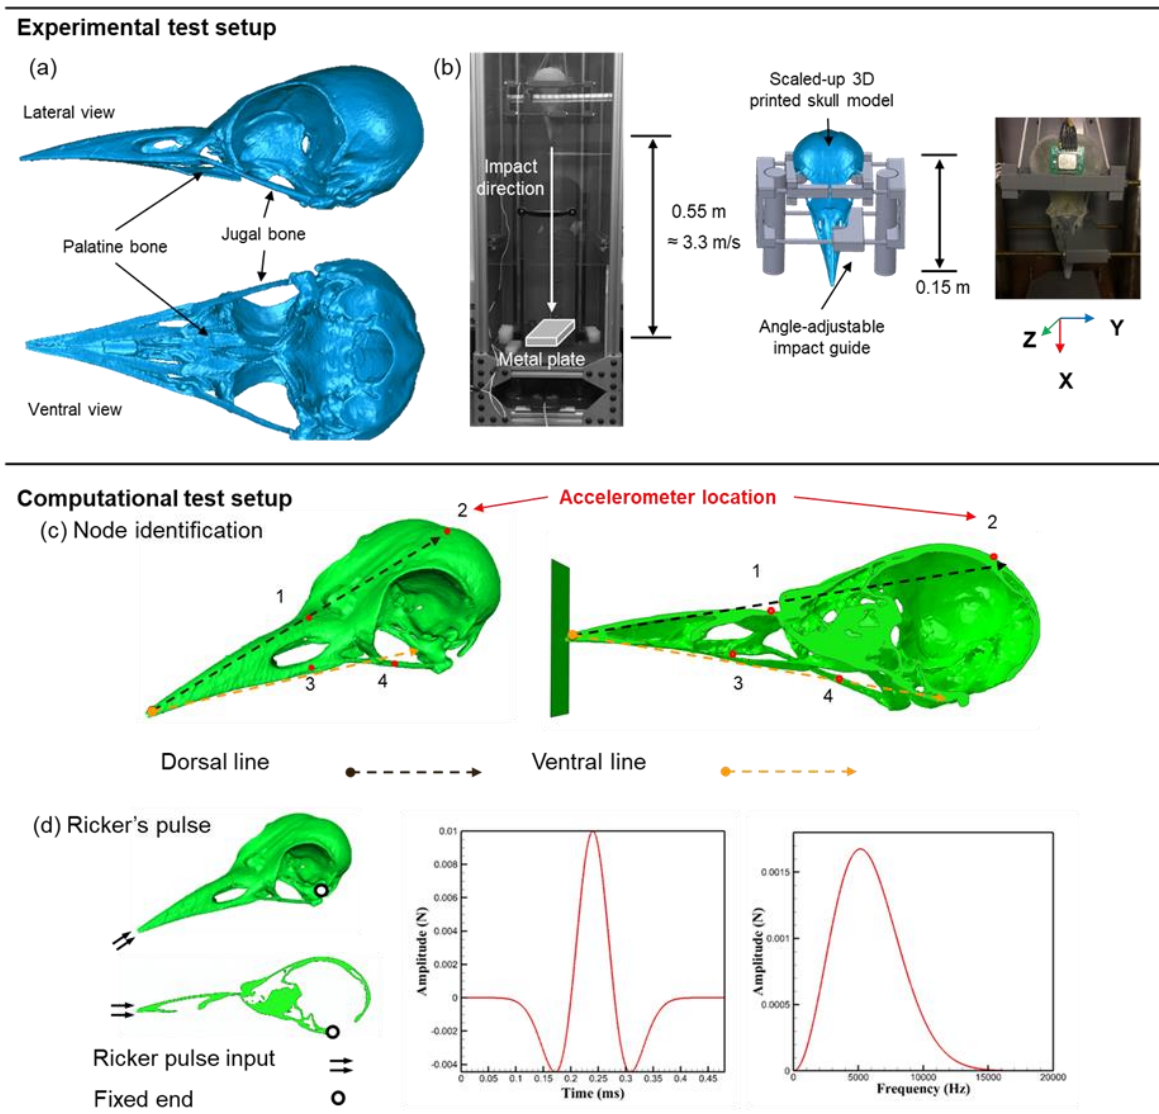 Experimental test setup
(a)
Lateral view
Palatine bone
Jugal bone
Ventral view
(b)
Impact
direction
Metal plate
0.55 m
≈ 3.3 m/s
Scaled-up 3D
printed skull model
0.15 m
Angle-adjustable
impact guide
Z
Y
X
Computational test setup
Accelerometer location
(c) Node identification
2
1
3
4
2
1
3
4
Dorsal line
Ventral line
(d) Ricker's pulse
Ricker pulse input
Fixed end
Amplitude (N)
0.01
0.008
0.006
0.004
0.002
0
-0.002
-0.004
0
0.05
0.1
0.15
0.2
0.25
0.3
0.35
0.4
0.45
Time (ms)
Amplitude (N)
0.0015
0.001
0.0005
0
0
5000
10000
15000
20000
Frequency (Hz)